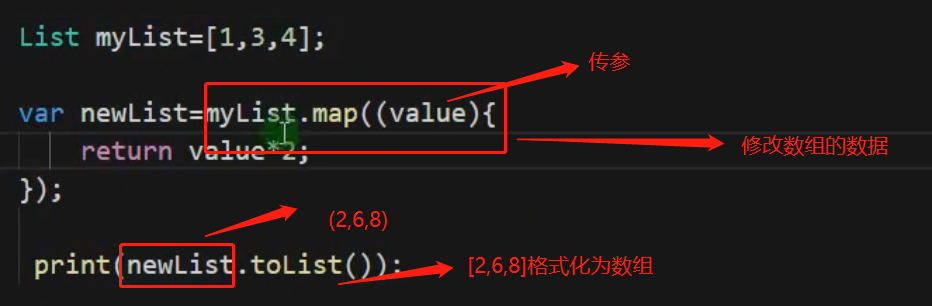 List myList=[1,3,4];
传参
var newList=myList.map((value){
return value*2;
修改数组的数据
});
(2,6,8)
print(newList.toList());
[2,6,8]格式化为数组